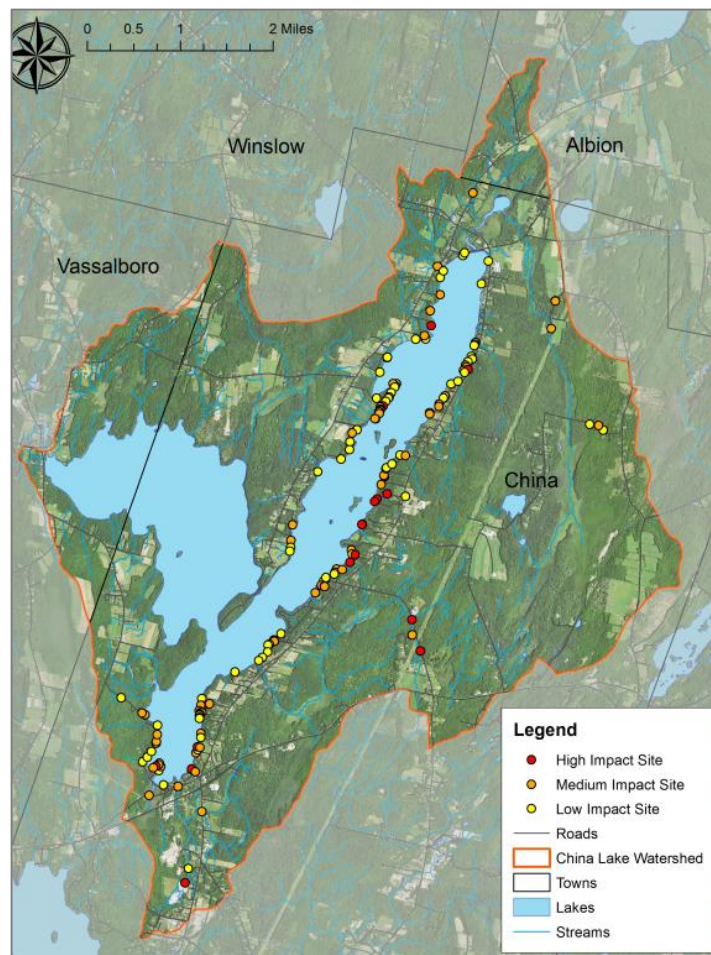 0 0.5 1 2 Miles
Winslow
Albion
Vassalboro
China
Legend
High Impact Site
Medium Impact Site
Low Impact Site
Roads
China Lake Watershed
Towns
Lakes
Streams